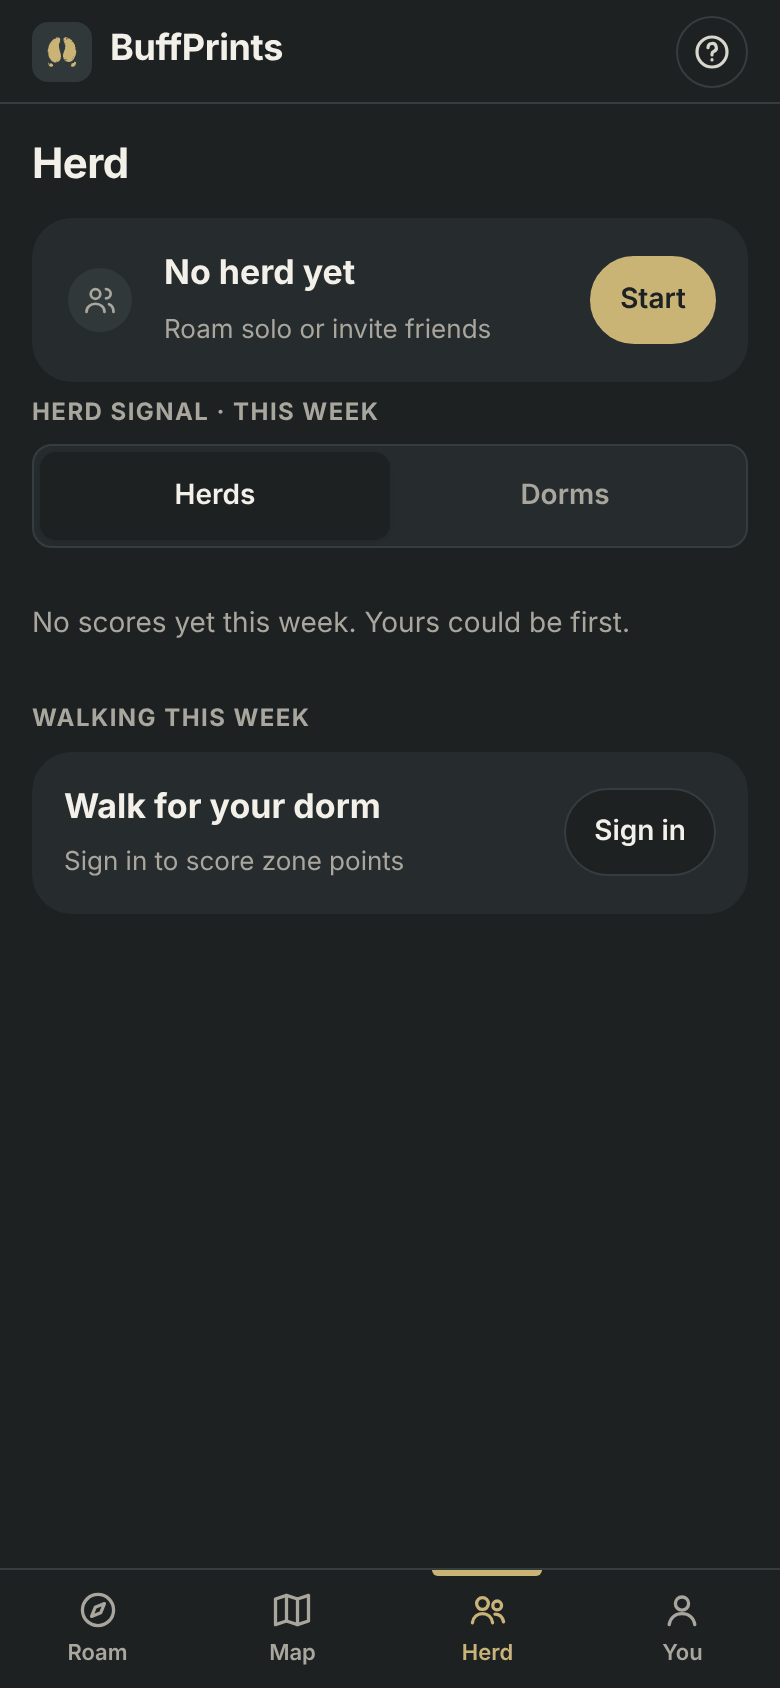 BuffPrints
Herd
No herd yet
Roam solo or invite friends
Start
HERD SIGNAL · THIS WEEK
Herds
Dorms
No scores yet this week. Yours could be first.
WALKING THIS WEEK
Walk for your dorm
Sign in to score zone points
Sign in
Roam
Map
Herd
You